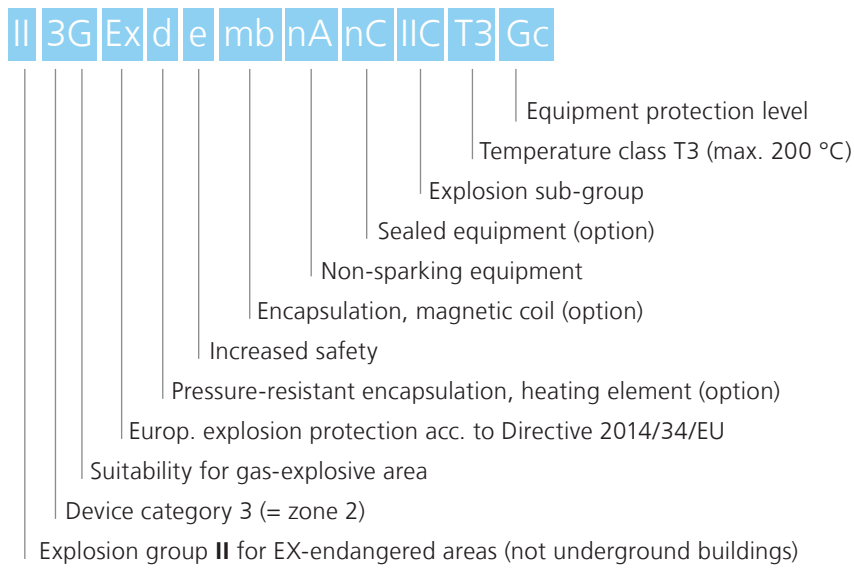 II 3G Ex d e mb nA nC IIC T3 Gc
Equipment protection level
Temperature class T3 (max. 200 °C)
Explosion sub-group
Sealed equipment (option)
Non-sparking equipment
Encapsulation, magnetic coil (option)
Increased safety
Pressure-resistant encapsulation, heating element (option)
Europ. explosion protection acc. to Directive 2014/34/EU
Suitability for gas-explosive area
Device category 3 (= zone 2)
Explosion group II for EX-endangered areas (not underground buildings)